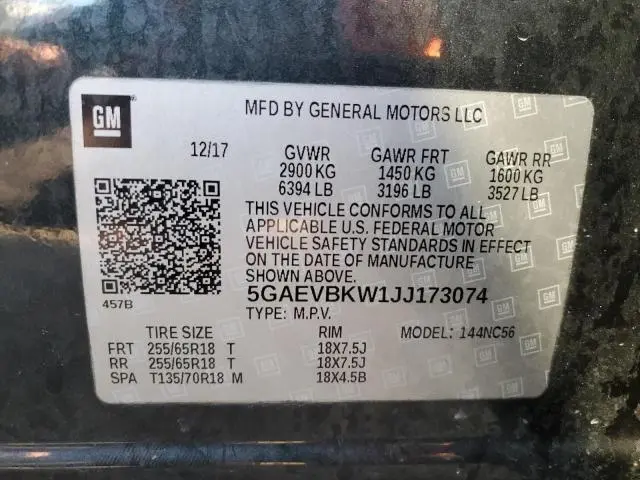 GM
MFD BY GENERAL MOTORS LLC
12/17 GVWR GAWR FRT GAWR RR
2900 KG 1450 KG 1600 KG
6394 LB 3196 LB 3527 LB
THIS VEHICLE CONFORMS TO ALL
APPLICABLE U.S. FEDERAL MOTOR
VEHICLE SAFETY STANDARDS IN EFFECT
ON THE DATE OF MANUFACTURE
SHOWN ABOVE.
457B
5GAEVBKW1JJ173074
TYPE: M.P.V.
TIRE SIZE RIM MODEL: 144NC56
FRT 255/65R18 T 18X7.5J
RR 255/65R18 T 18X7.5J
SPA T135/70R18 M 18X4.5B